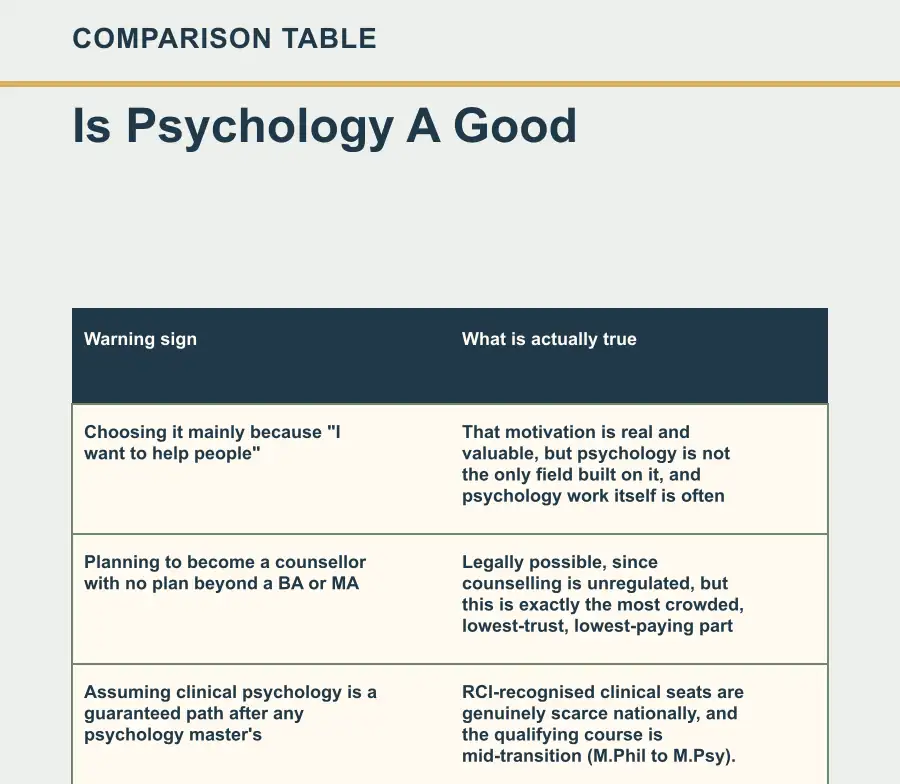 COMPARISON TABLE
Is Psychology A Good
Warning sign
What is actually true
Choosing it mainly because "I
want to help people"
That motivation is real and
valuable, but psychology is not
the only field built on it, and
psychology work itself is often
Planning to become a counsellor
with no plan beyond a BA or MA
Legally possible, since
counselling is unregulated, but
this is exactly the most crowded,
lowest-trust, lowest-paying part
Assuming clinical psychology is a
guaranteed path after any
psychology master's
RCI-recognised clinical seats are
genuinely scarce nationally, and
the qualifying course is
mid-transition (M.Phil to M.Psy).